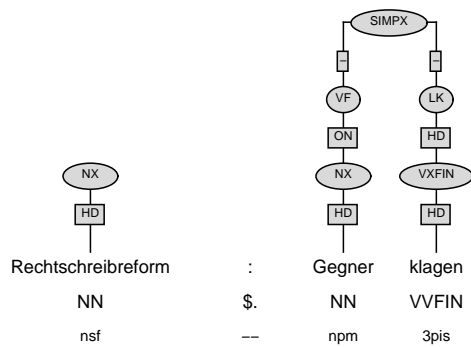 SIMPX
– –
VF LK
ON HD
NX NX VXFIN
HD HD HD
Rechtschreibreform : Gegner klagen
NN $. NN VVFIN
nsf –– npm 3pis